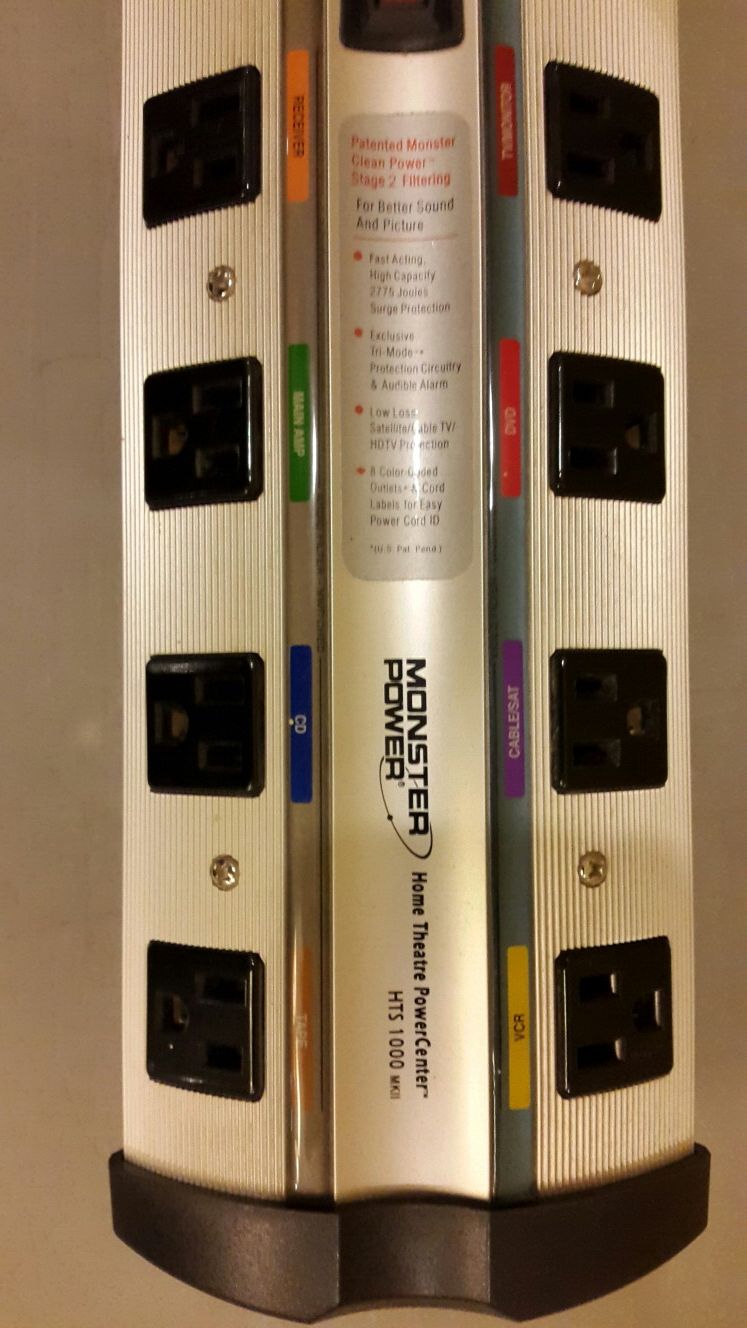 RECEIVER
MAIN AMP
CD
TAPE
Patented Monster
Clean Power™
Stage 2 Filtering
For Better Sound
And Picture
Fast Acting,
High Capacity
2775 Joules
Surge Protection
Exclusive
Tri-Mode™*
Protection Circuitry
& Audible Alarm
Low Loss
Satellite/Cable TV/
HDTV Protection
8 Color-Coded
Outlets* & Cord
Labels for Easy
Power Cord ID
*(U.S. Pat. Pend.)
MONSTER
POWER®
Home Theatre PowerCenter™
HTS 1000 MKII
TV/MONITOR
DVD
CABLE/SAT
VCR